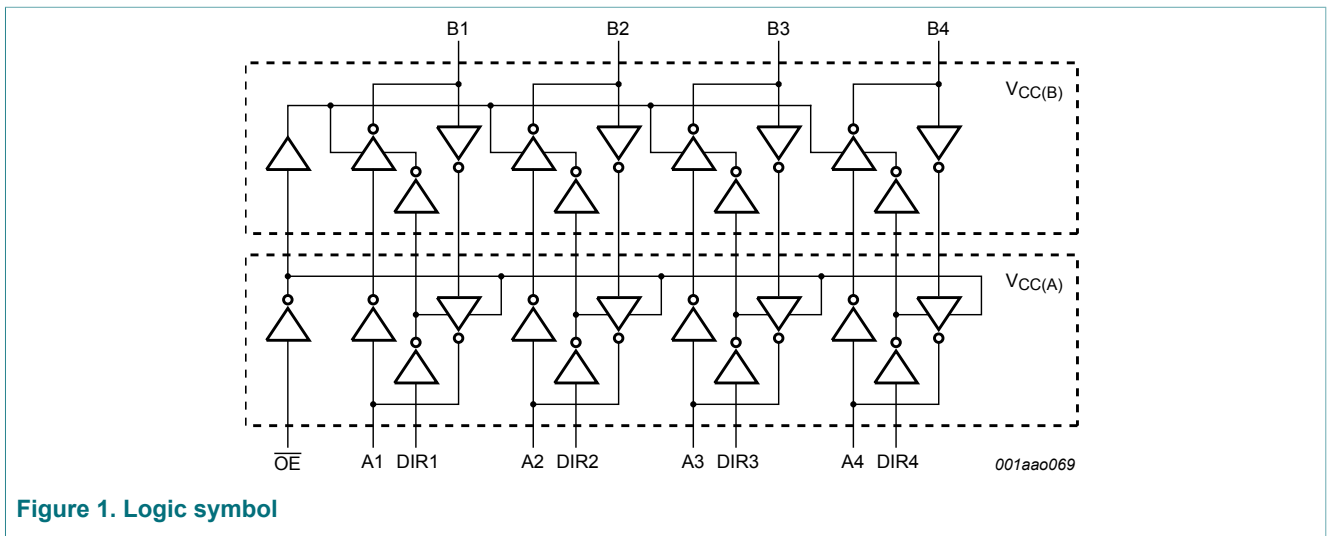 B1 B2 B3 B4
VCC(B)
VCC(A)
OE A1 DIR1 A2 DIR2 A3 DIR3 A4 DIR4
001aao069
Figure 1. Logic symbol